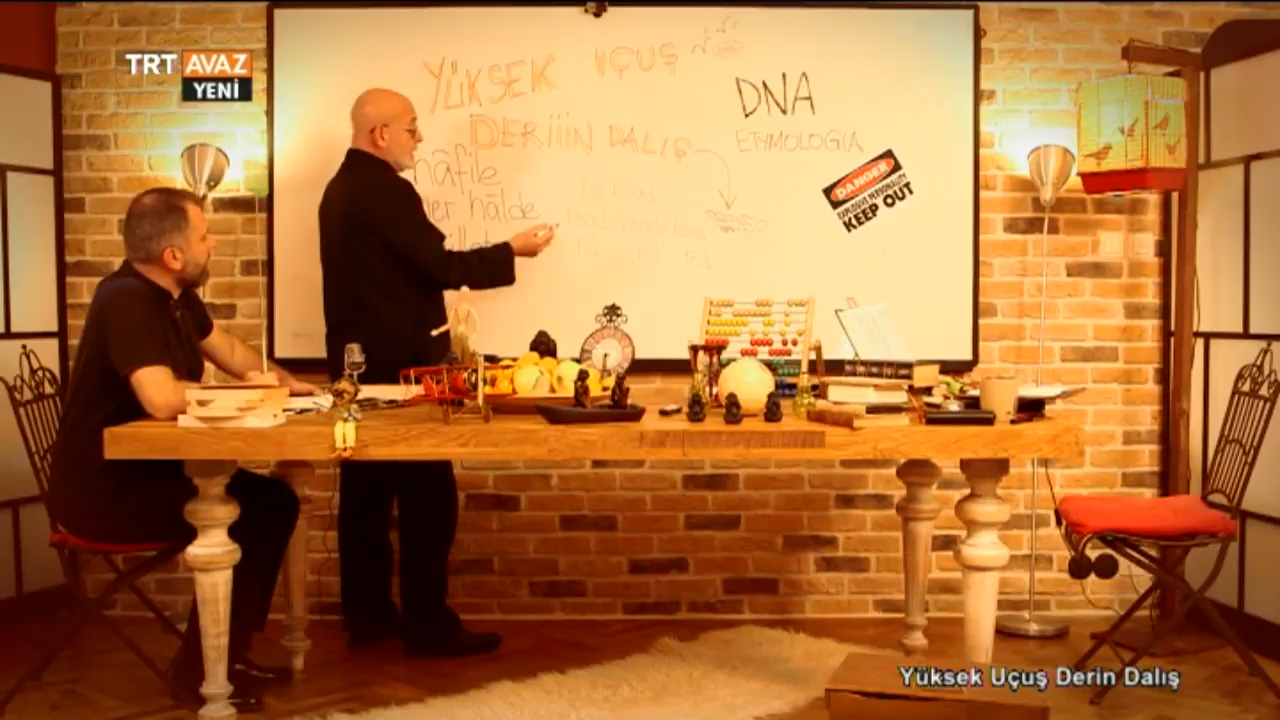 TRT AVAZ
YENİ
YÜKSEK UÇUŞ
DERİİİN DALIŞ
DNA
ETYMOLOGIA
nâfile
her hâlde
DANGER
EXPLOSIVE PERSONALITY
KEEP OUT
Yüksek Uçuş Derin Dalış